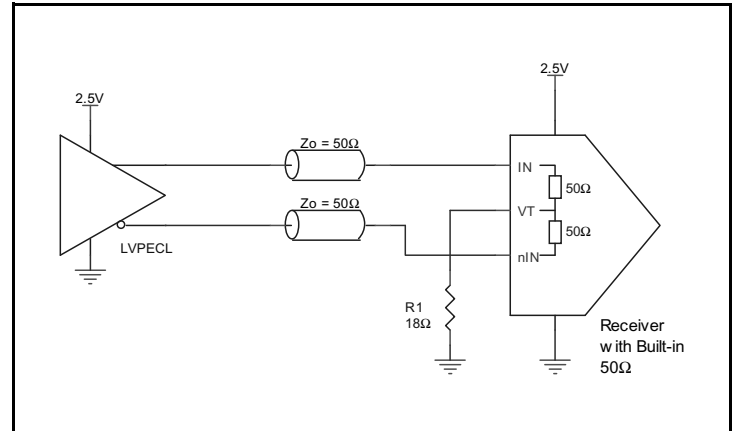 2.5V
2.5V
Zo = 50Ω
IN
50Ω
Zo = 50Ω
VT
50Ω
nIN
LVPECL
R1
18Ω
Receiver
with Built-in
50Ω